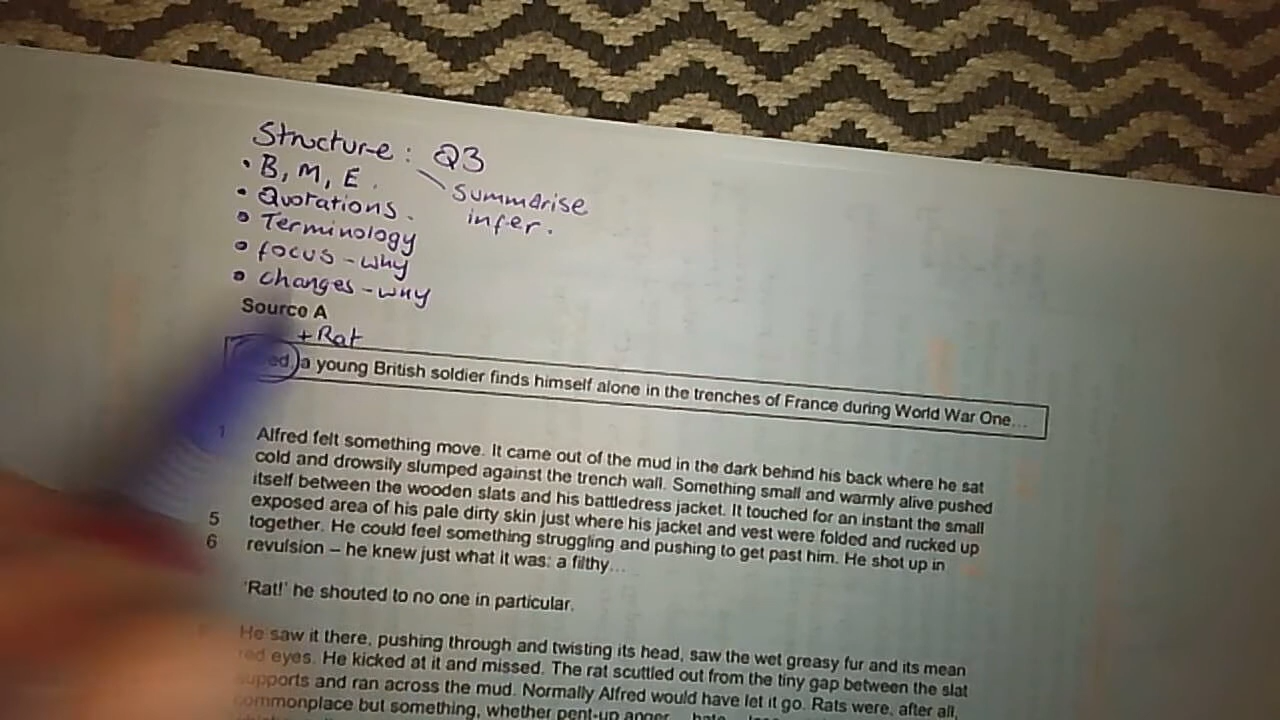 Structure: Q3
• B, M, E.
summarise
• Quotations.
infer.
• Terminology
• focus - why
• changes - why
Source A
+ Rat
a young British soldier finds himself alone in the trenches of France during World War One...
1 Alfred felt something move. It came out of the mud in the dark behind his back where he sat
cold and drowsily slumped against the trench wall. Something small and warmly alive pushed
itself between the wooden slats and his battledress jacket. It touched for an instant the small
exposed area of his pale dirty skin just where his jacket and vest were folded and rucked up
5 together. He could feel something struggling and pushing to get past him. He shot up in
6 revulsion – he knew just what it was: a filthy...
'Rat!' he shouted to no one in particular.
He saw it there, pushing through and twisting its head, saw the wet greasy fur and its mean
red eyes. He kicked at it and missed. The rat scuttled out from the tiny gap between the slat
supports and ran across the mud. Normally Alfred would have let it go. Rats were, after all,
commonplace but something, whether pent-up anger